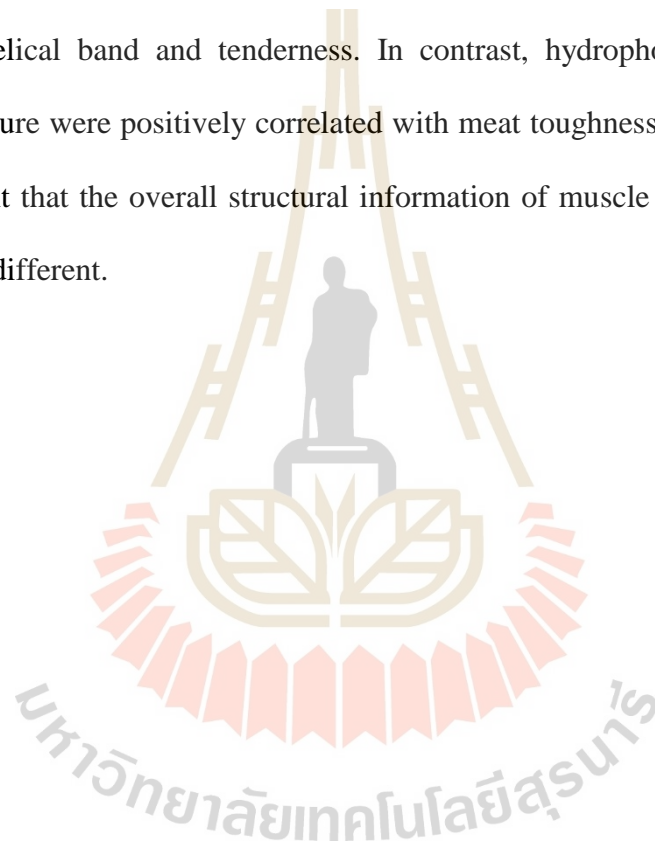 elical band and tenderness. In contrast, hydropho
ure were positively correlated with meat toughness
t that the overall structural information of muscle
different.
มหาวิทยาลัยเทคโนโลยีสุรนารี